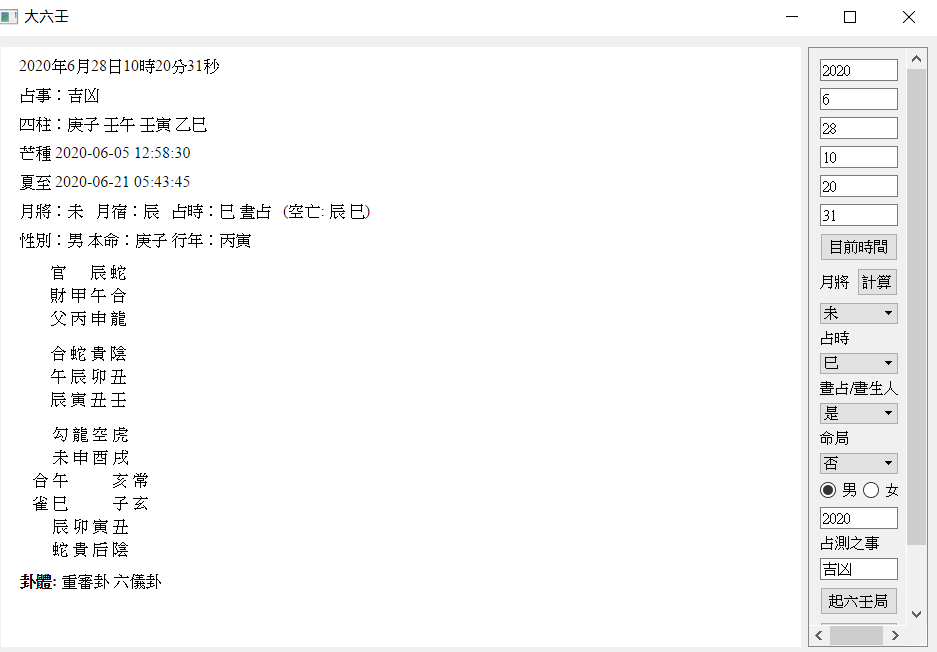 大六壬
2020年6月28日10時20分31秒
占事：吉凶
四柱：庚子 壬午 壬寅 乙巳
芒種 2020-06-05 12:58:30
夏至 2020-06-21 05:43:45
月將：未 月宿：辰 占時：巳 晝占 (空亡: 辰 巳)
性別：男 本命：庚子 行年：丙寅
官 辰 蛇
財 甲 午 合
父 丙 申 龍
合 蛇 貴 陰
午 辰 卯 丑
辰 寅 丑 壬
勾 龍 空 虎
未 申 酉 戌
合 午 亥 常
雀 巳 子 玄
辰 卯 寅 丑
蛇 貴 后 陰
卦體: 重審卦 六儀卦
2020
6
28
10
20
31
目前時間
月將 計算
未
占時
巳
晝占/晝生人
是
命局
否
男 女
2020
占測之事
吉凶
起六壬局